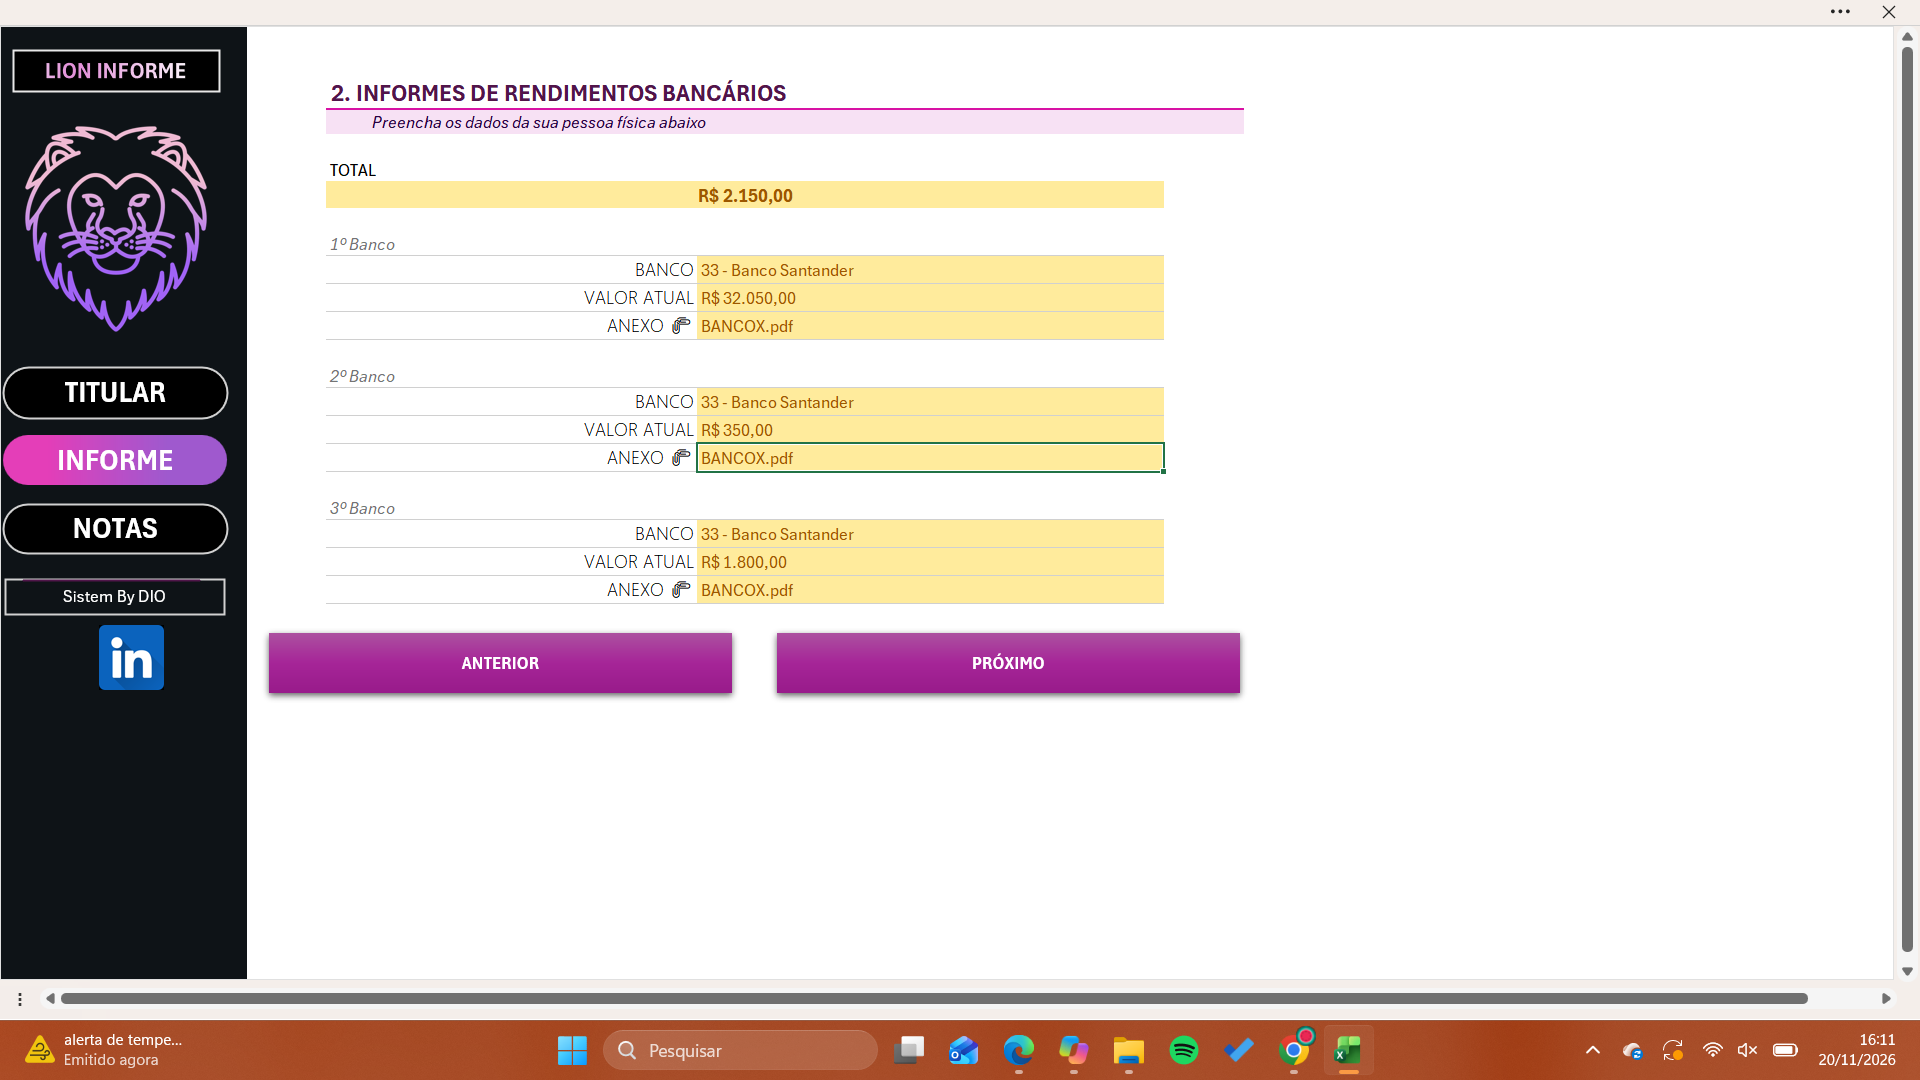 LION INFORME
TITULAR
INFORME
NOTAS
Sistem By DIO
in
2. INFORMES DE RENDIMENTOS BANCÁRIOS
Preencha os dados da sua pessoa física abaixo
TOTAL
R$ 2.150,00
1º Banco
BANCO 33 - Banco Santander
VALOR ATUAL R$ 32.050,00
ANEXO BANCOX.pdf
2º Banco
BANCO 33 - Banco Santander
VALOR ATUAL R$ 350,00
ANEXO BANCOX.pdf
3º Banco
BANCO 33 - Banco Santander
VALOR ATUAL R$ 1.800,00
ANEXO BANCOX.pdf
ANTERIOR PRÓXIMO
alerta de tempe...
Emitido agora
Pesquisar
16:11
20/11/2026